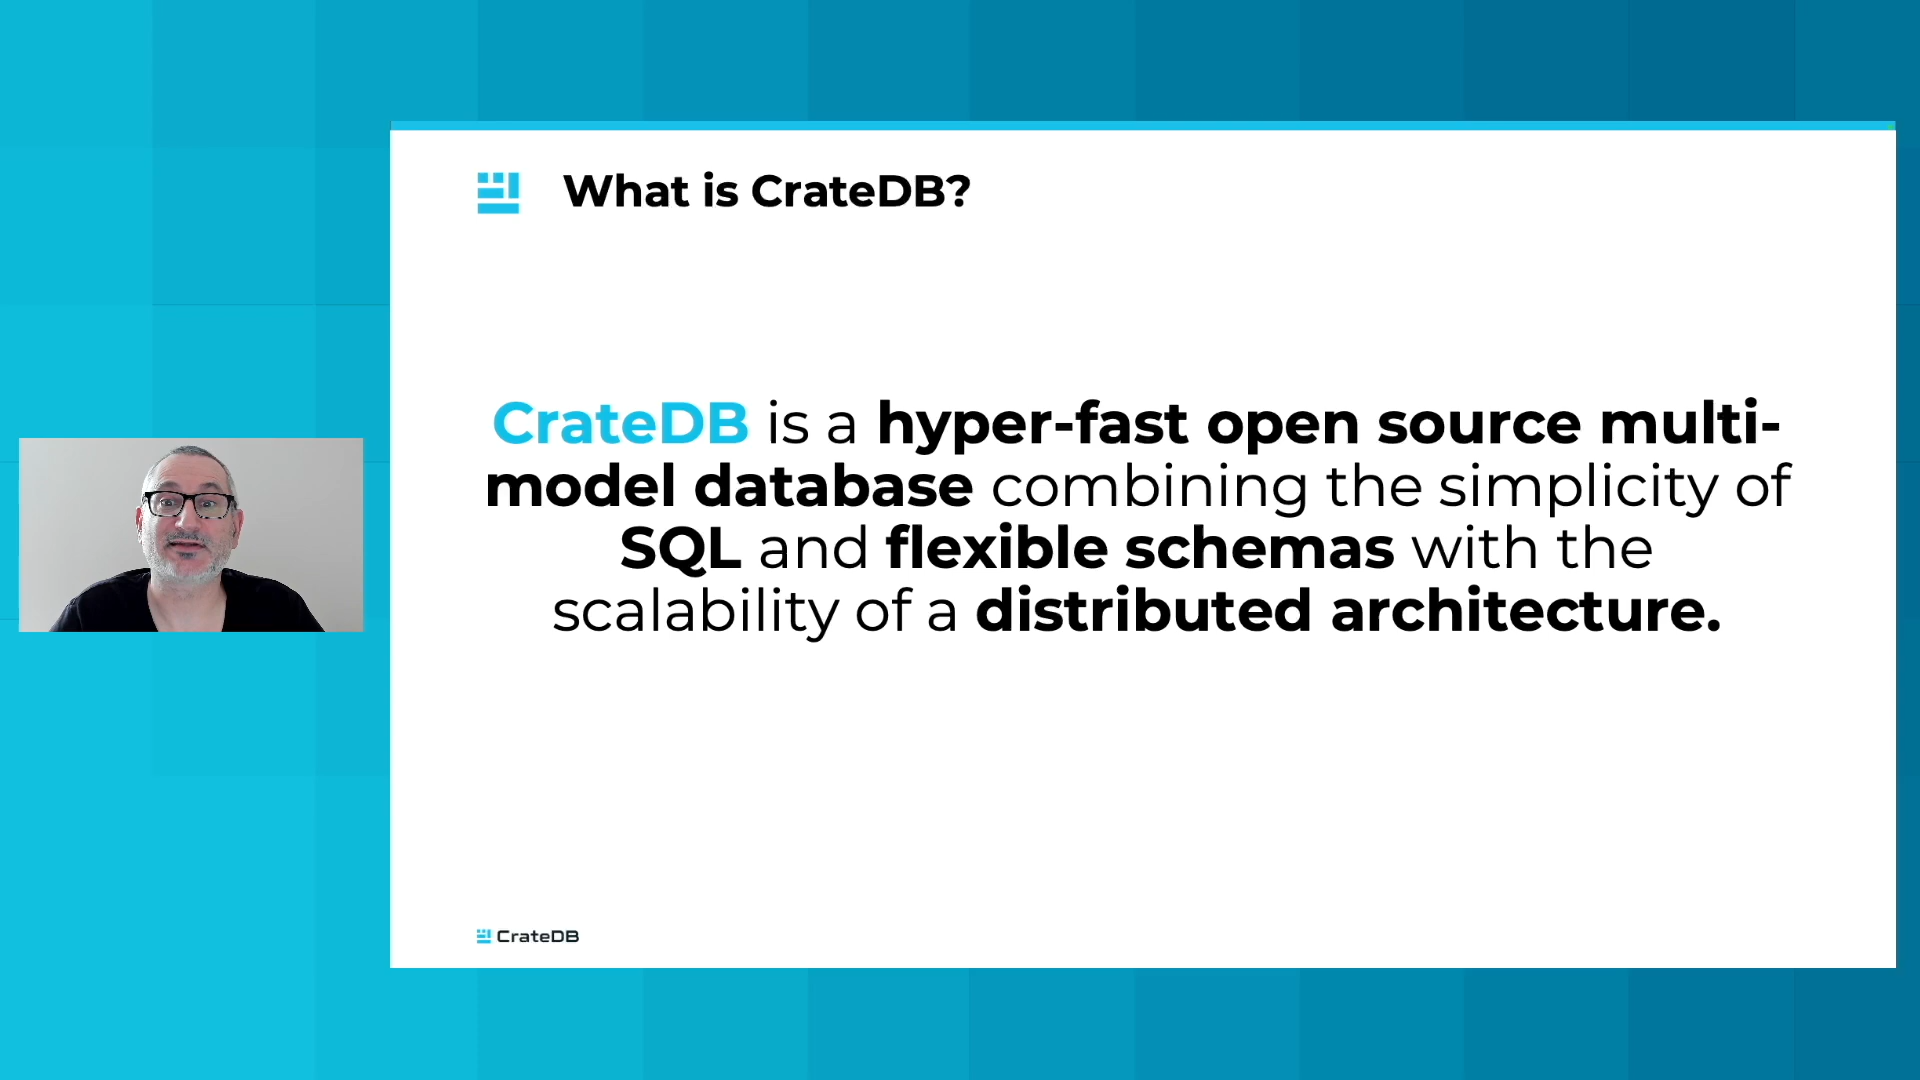 What is CrateDB?
CrateDB is a hyper-fast open source multi-
model database combining the simplicity of
SQL and flexible schemas with the
scalability of a distributed architecture.
CrateDB